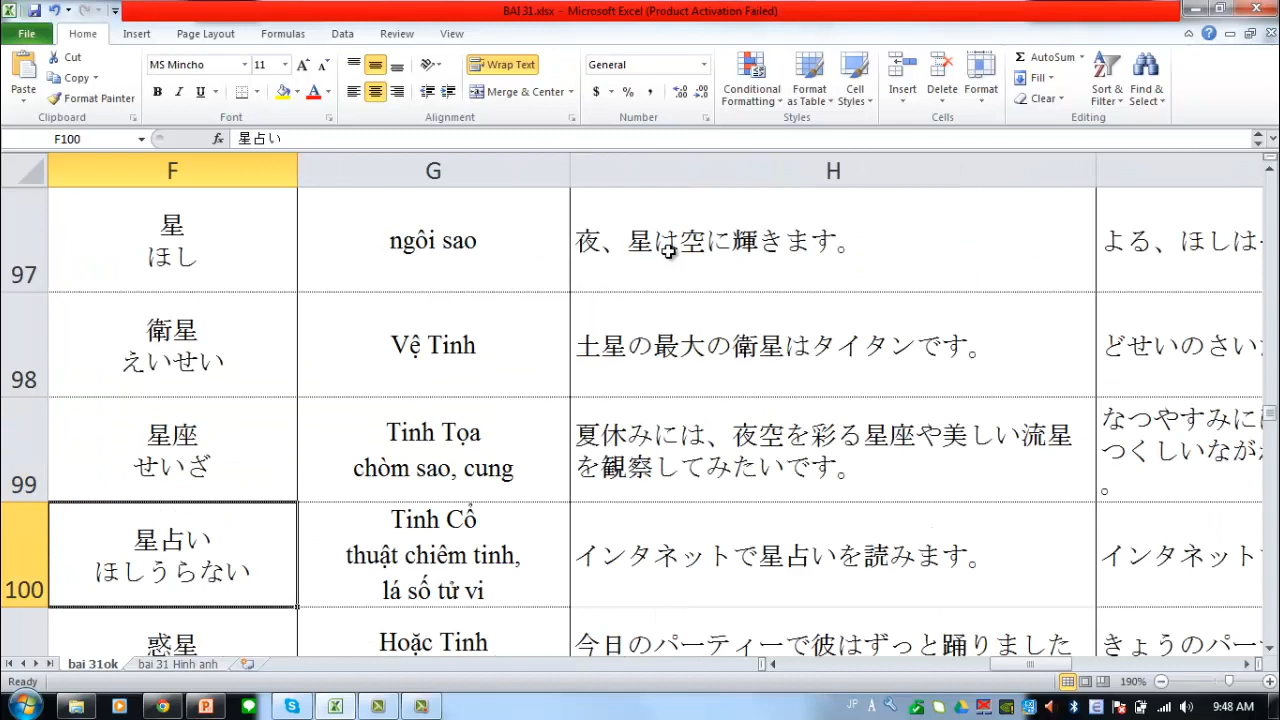 BAI 31.xlsx - Microsoft Excel (Product Activation Failed)
File Home Insert Page Layout Formulas Data Review View
Paste
Cut
Copy
Format Painter
Clipboard
MS Mincho 11
B I U
Font
Wrap Text
Merge & Center
Alignment
General
$ % ,
Number
Conditional Formatting
Format as Table
Cell Styles
Styles
Insert Delete Format
Cells
AutoSum
Fill
Clear
Sort & Filter
Find & Select
Editing
F100 fx 星占い
F G H
97
星
ほし
ngôi sao
夜、星は空に輝きます。
よる、ほしは
98
衛星
えいせい
Vệ Tinh
土星の最大の衛星はタイタンです。
どせいのさい
99
星座
せいざ
Tinh Tọa
chòm sao, cung
夏休みには、夜空を彩る星座や美しい流星
を観察してみたいです。
なつやすみに
つくしいなが
。
100
星占い
ほしうらない
Tinh Cổ
thuật chiêm tinh,
lá số tử vi
インタネットで星占いを読みます。
インタネット
惑星
Hoặc Tinh
今日のパーティーで彼はずっと踊りました
きょうのパー
bai 31ok bai 31 Hinh anh
Ready 190%
JP 9:48 AM